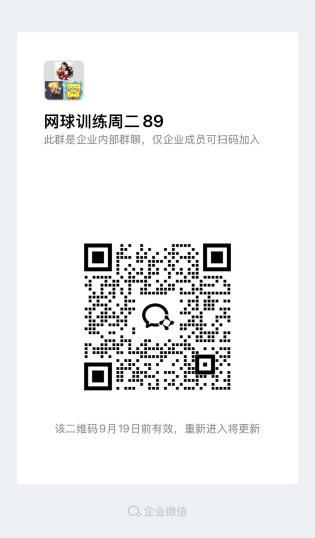 网球训练周二89
此群是企业内部群聊，仅企业成员可扫码加入
该二维码9月19日前有效，重新进入将更新
企业微信